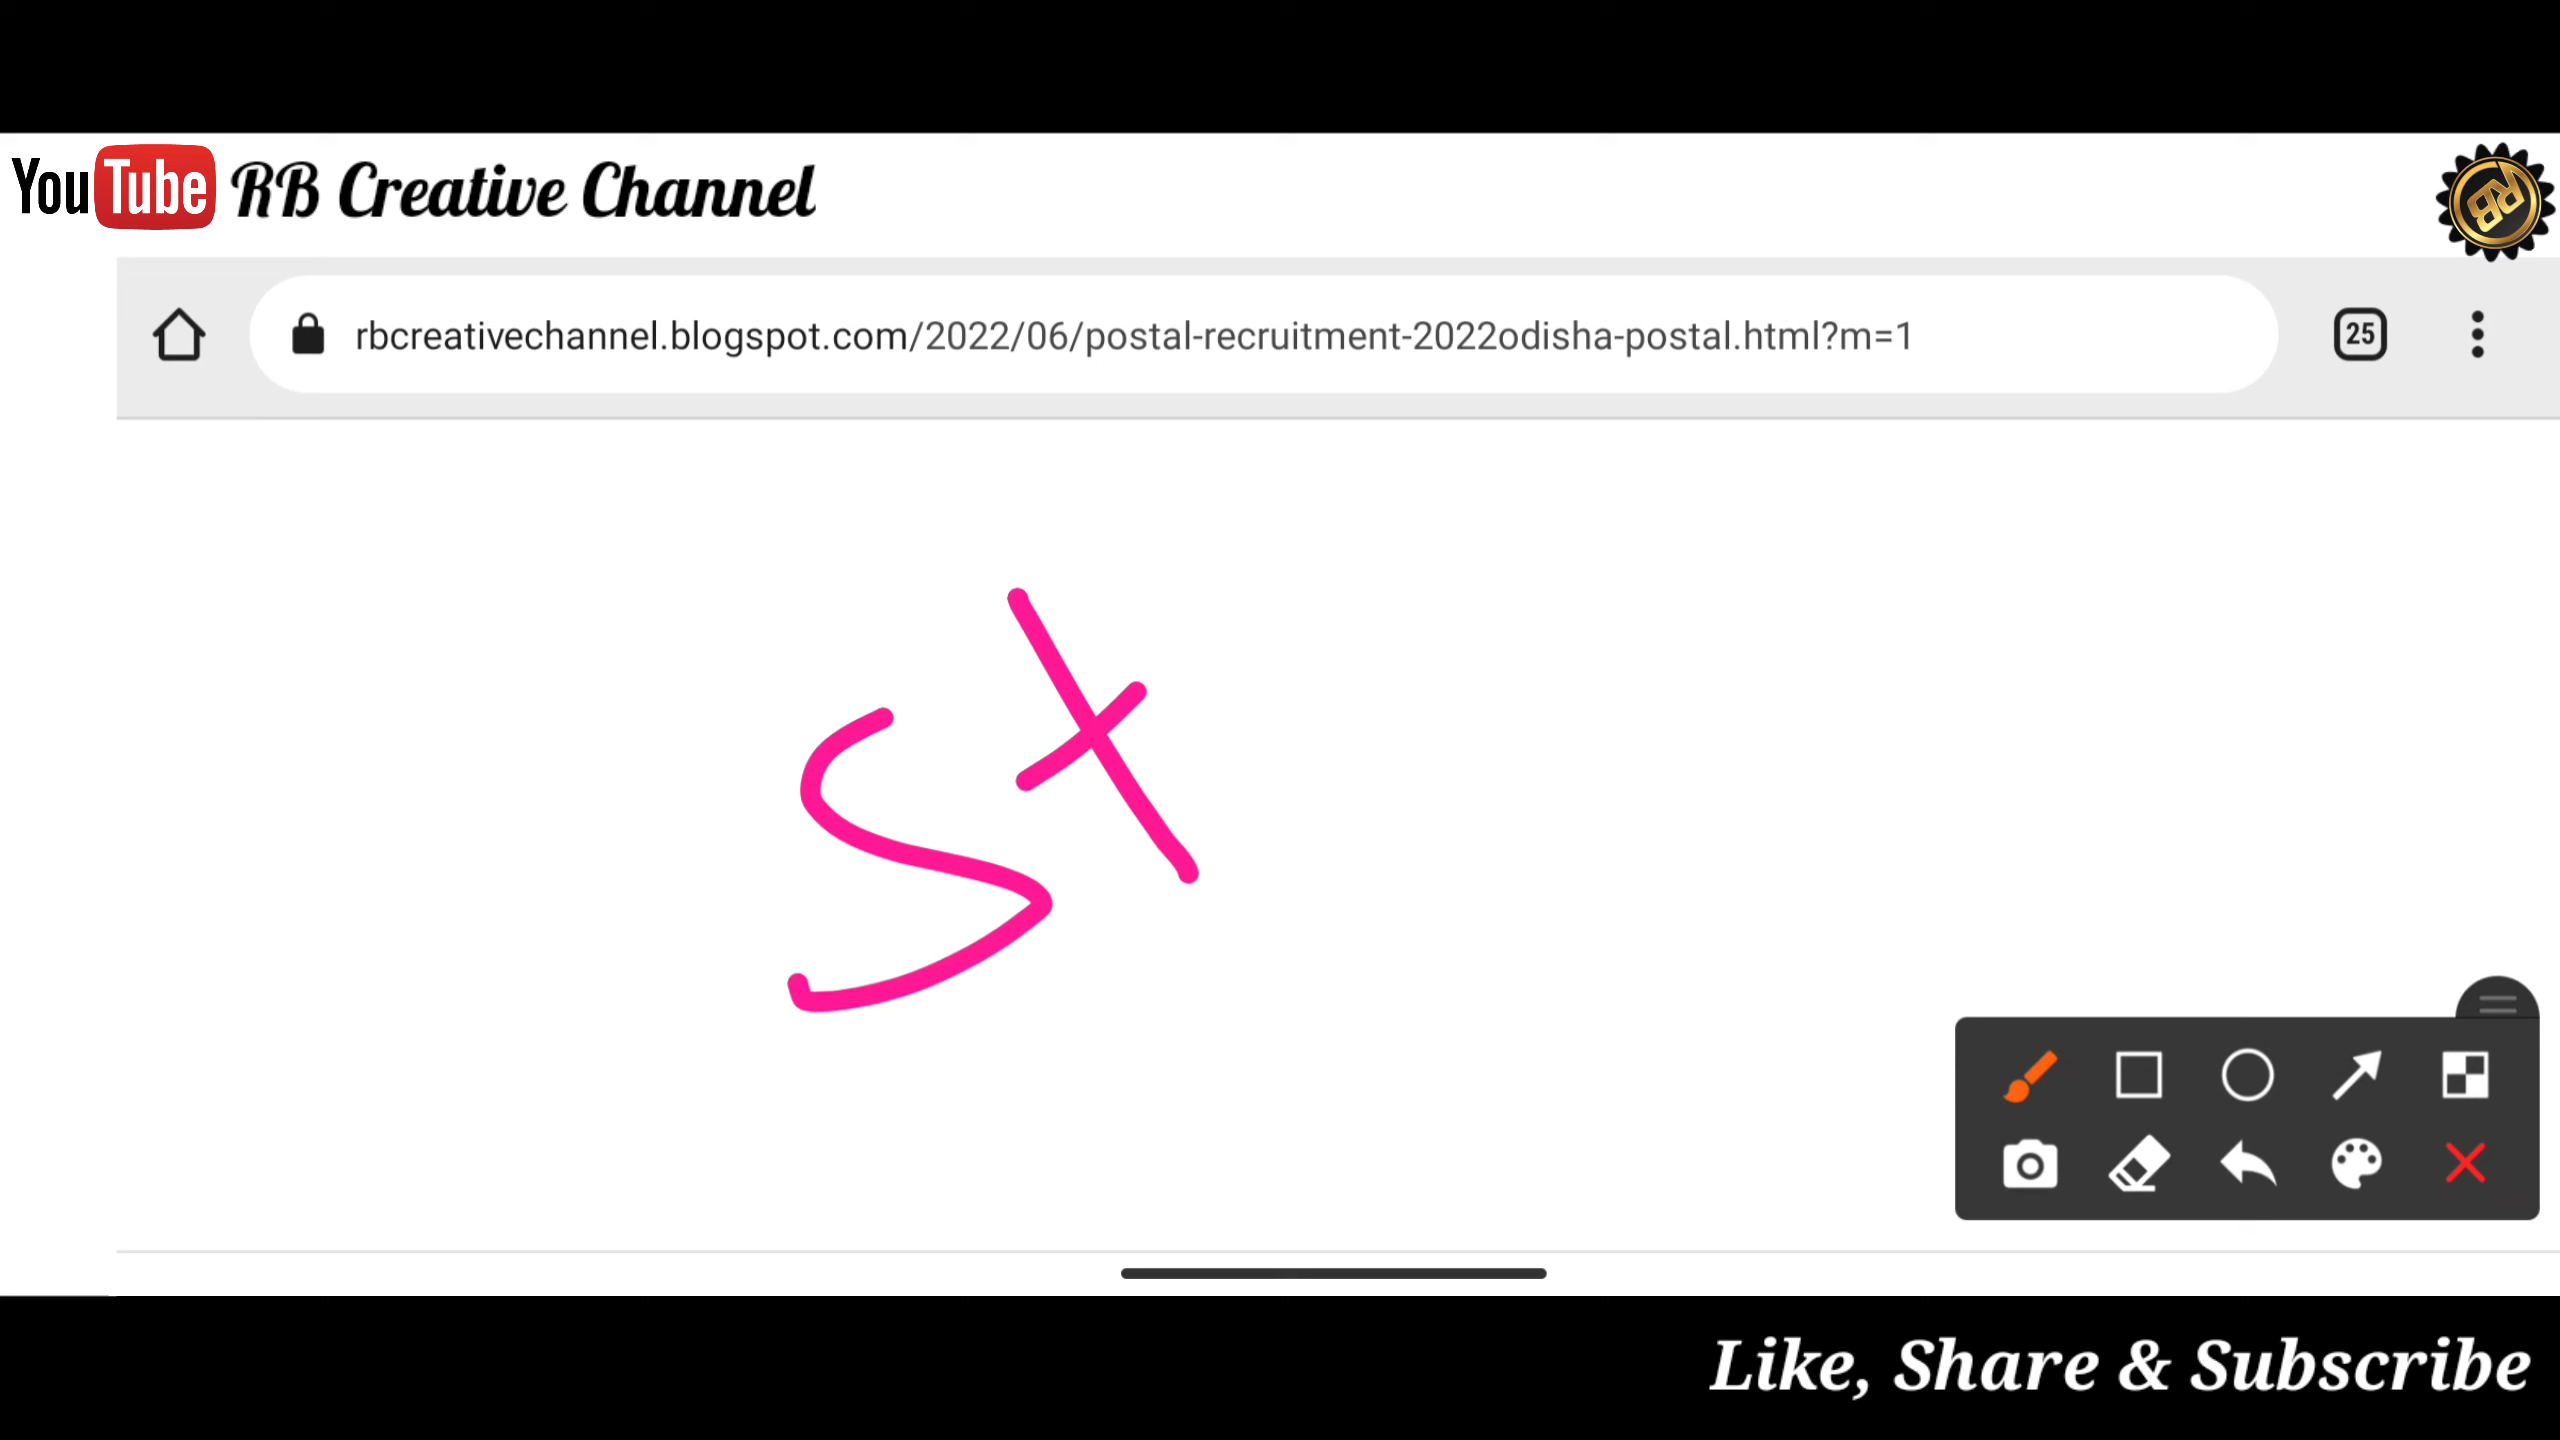 YouTube RB Creative Channel
RB
rbcreativechannel.blogspot.com/2022/06/postal-recruitment-2022odisha-postal.html?m=1
25
St
Like, Share & Subscribe